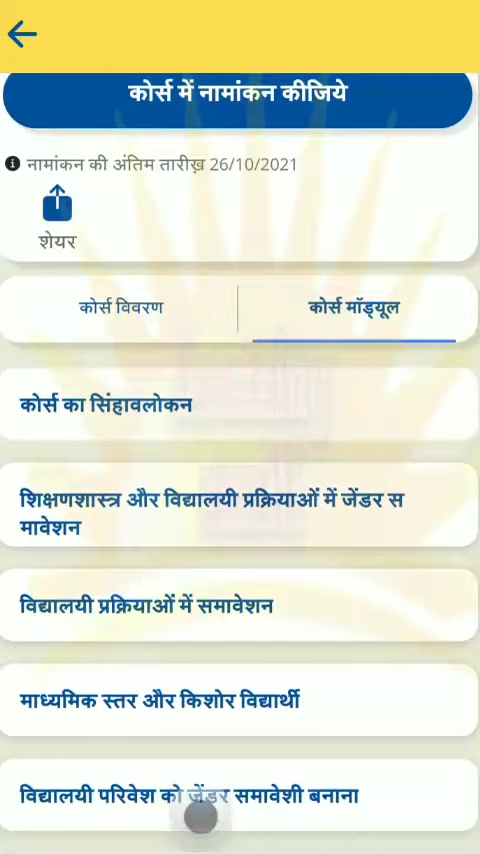 कोर्स में नामांकन कीजिये
नामांकन की अंतिम तारीख़ 26/10/2021
शेयर
कोर्स विवरण
कोर्स मॉड्यूल
कोर्स का सिंहावलोकन
शिक्षणशास्त्र और विद्यालयी प्रक्रियाओं में जेंडर स
मावेशन
विद्यालयी प्रक्रियाओं में समावेशन
माध्यमिक स्तर और किशोर विद्यार्थी
विद्यालयी परिवेश को जेंडर समावेशी बनाना